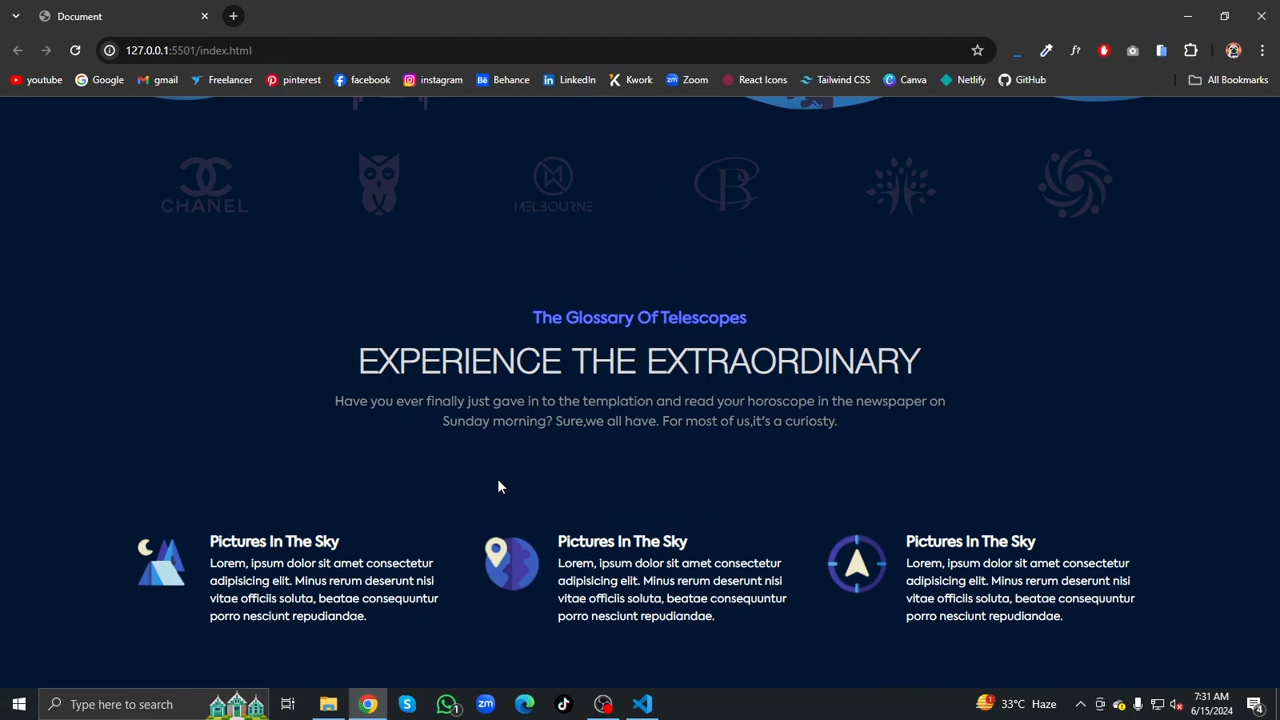 Document
127.0.0.1:5501/index.html
f?
youtube
Google
gmail
Freelancer
pinterest
facebook
instagram
Bē Behance
in LinkedIn
Kwork
zm Zoom
React Icons
Tailwind CSS
C Canva
Netlify
GitHub
All Bookmarks
CHANEL
MELBOURNE
B
The Glossary Of Telescopes
EXPERIENCE THE EXTRAORDINARY
Have you ever finally just gave in to the templation and read your horoscope in the newspaper on
Sunday morning? Sure,we all have. For most of us,it's a curiosty.
Pictures In The Sky
Lorem, ipsum dolor sit amet consectetur
adipisicing elit. Minus rerum deserunt nisi
vitae officiis soluta, beatae consequuntur
porro nesciunt repudiandae.
Pictures In The Sky
Lorem, ipsum dolor sit amet consectetur
adipisicing elit. Minus rerum deserunt nisi
vitae officiis soluta, beatae consequuntur
porro nesciunt repudiandae.
Pictures In The Sky
Lorem, ipsum dolor sit amet consectetur
adipisicing elit. Minus rerum deserunt nisi
vitae officiis soluta, beatae consequuntur
porro nesciunt repudiandae.
Type here to search
S
1
zm
1
33°C Haze
7:31 AM
6/15/2024
4